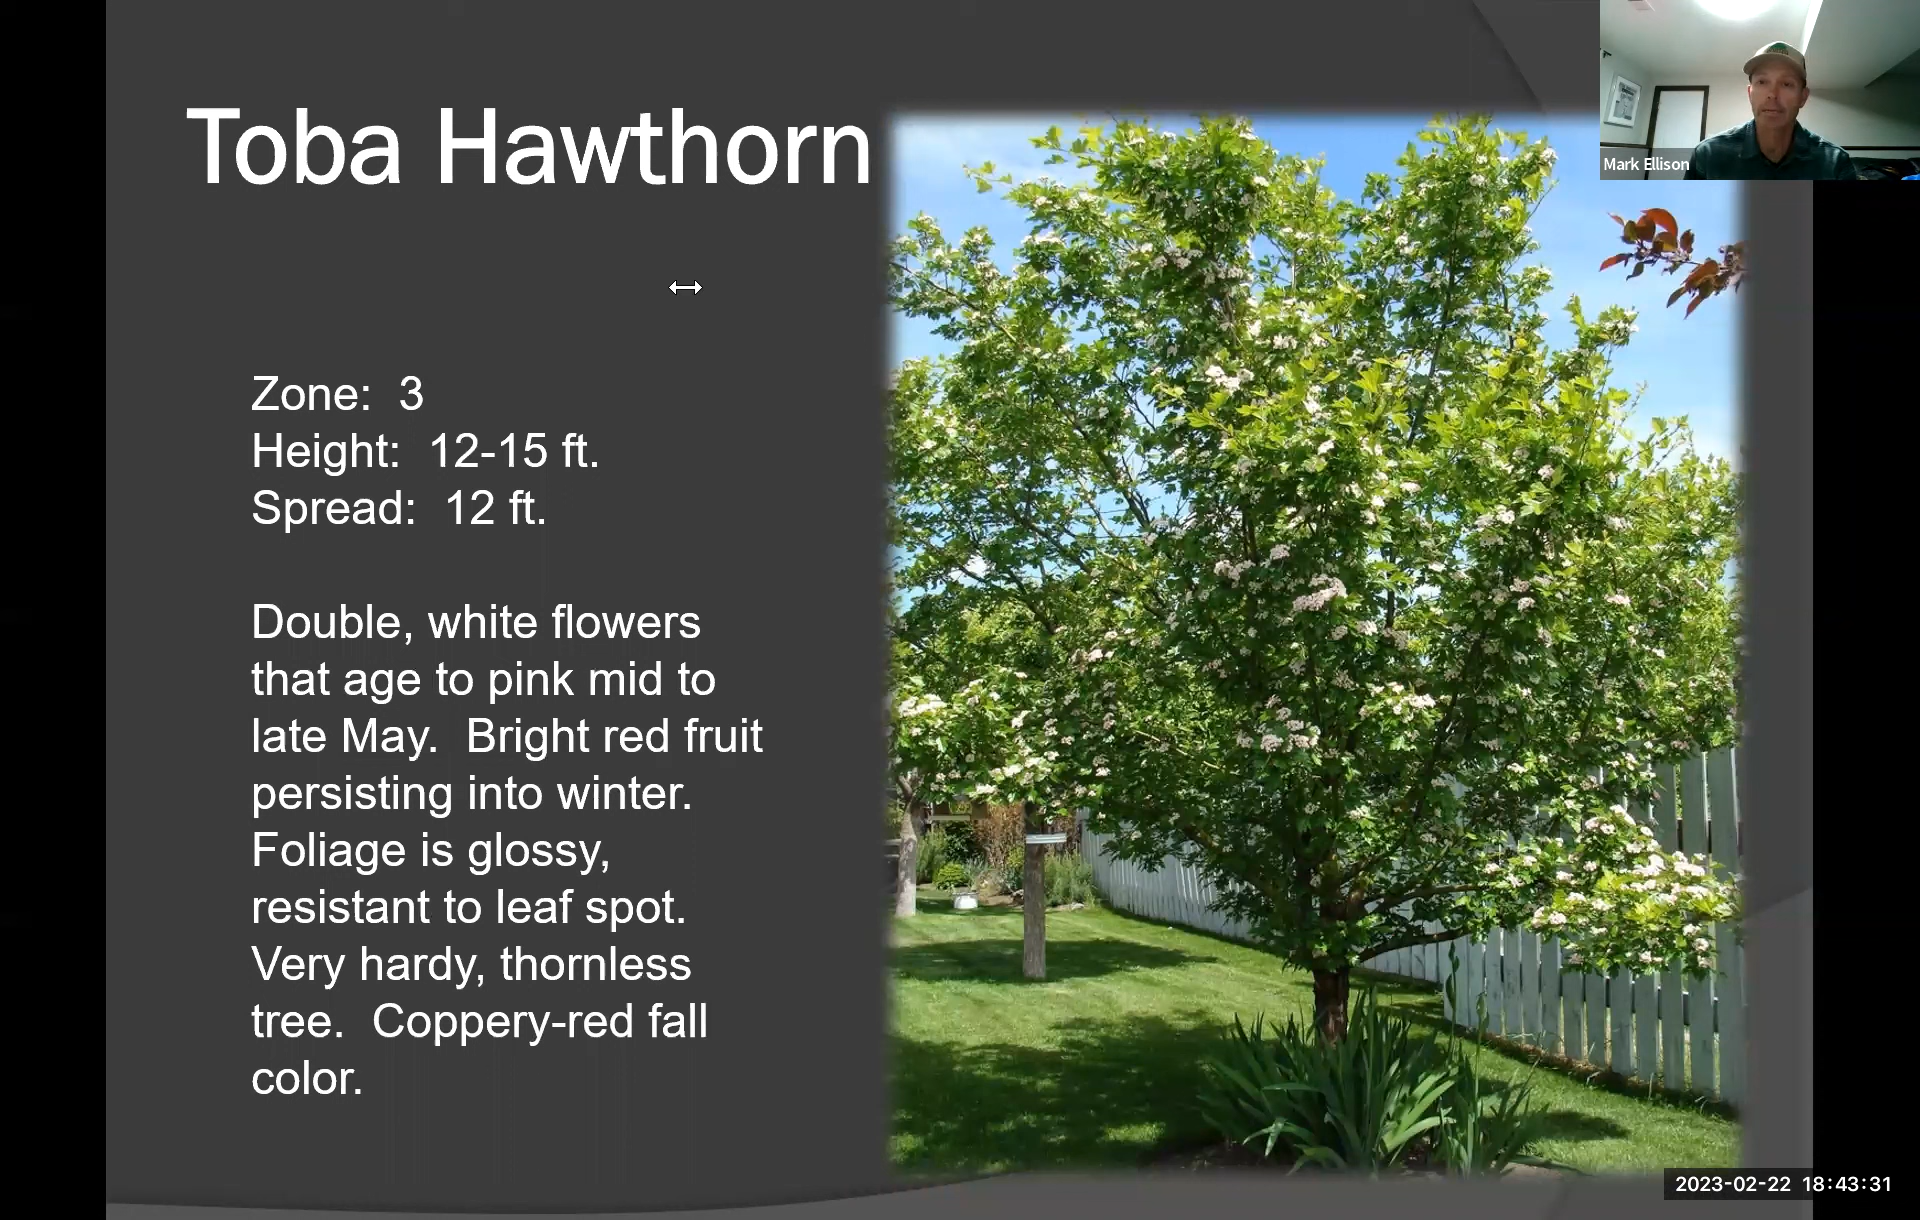 Toba Hawthorn
Mark Ellison
Zone: 3
Height: 12-15 ft.
Spread: 12 ft.
Double, white flowers
that age to pink mid to
late May. Bright red fruit
persisting into winter.
Foliage is glossy,
resistant to leaf spot.
Very hardy, thornless
tree. Coppery-red fall
color.
2023-02-22 18:43:31